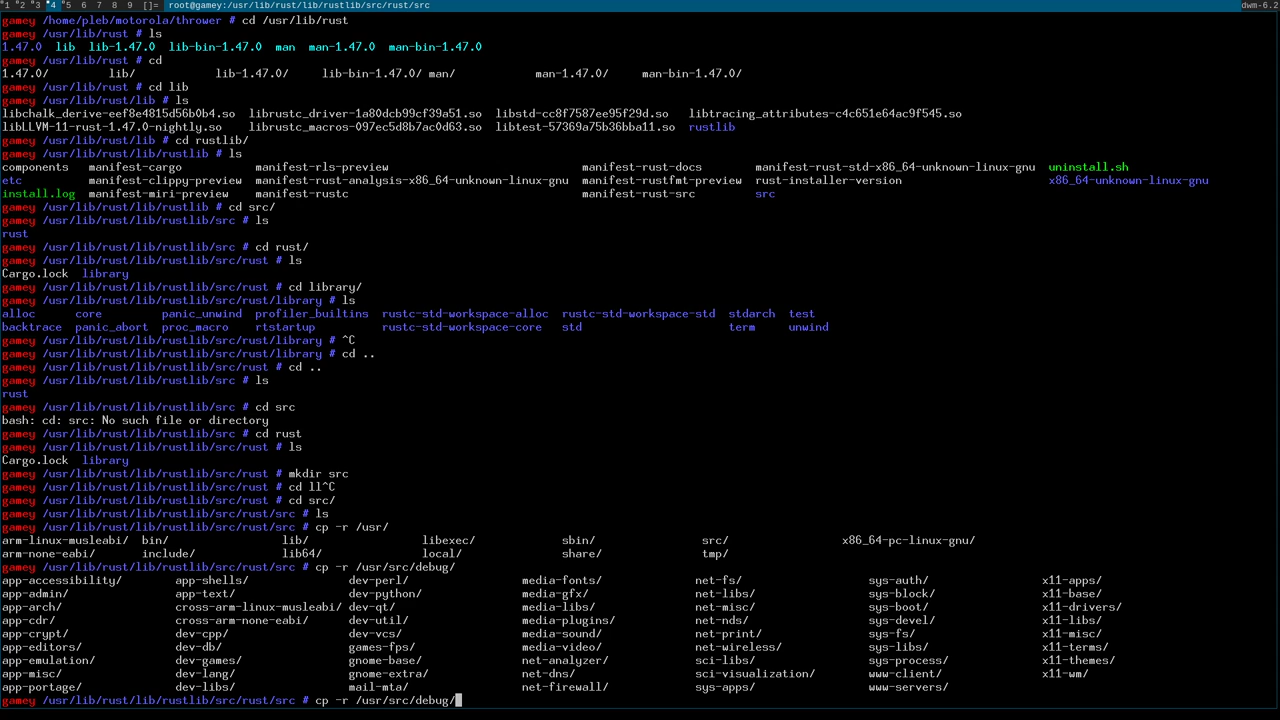 1 2 3 4 5 6 7 8 9 []= root@gamey:/usr/lib/rust/lib/rustlib/src/rust/src dwm-6.2
gamey /home/pleb/motorola/thrower # cd /usr/lib/rust
gamey /usr/lib/rust # ls
1.47.0 lib lib-1.47.0 lib-bin-1.47.0 man man-1.47.0 man-bin-1.47.0
gamey /usr/lib/rust # cd
1.47.0/ lib/ lib-1.47.0/ lib-bin-1.47.0/ man/ man-1.47.0/ man-bin-1.47.0/
gamey /usr/lib/rust # cd lib
gamey /usr/lib/rust/lib # ls
libchalk_derive-eef8e4815d56b0b4.so librustc_driver-1a80dcb99cf39a51.so libstd-cc8f7587ee95f29d.so libtracing_attributes-c4c651e64ac9f545.so
libLLVM-11-rust-1.47.0-nightly.so librustc_macros-097ec5d8b7ac0d63.so libtest-57369a75b36bba11.so rustlib
gamey /usr/lib/rust/lib # cd rustlib/
gamey /usr/lib/rust/lib/rustlib # ls
components manifest-cargo manifest-rls-preview manifest-rust-docs manifest-rust-std-x86_64-unknown-linux-gnu uninstall.sh
etc manifest-clippy-preview manifest-rust-analysis-x86_64-unknown-linux-gnu manifest-rustfmt-preview rust-installer-version x86_64-unknown-linux-gnu
install.log manifest-miri-preview manifest-rustc manifest-rust-src src
gamey /usr/lib/rust/lib/rustlib # cd src/
gamey /usr/lib/rust/lib/rustlib/src # ls
rust
gamey /usr/lib/rust/lib/rustlib/src # cd rust/
gamey /usr/lib/rust/lib/rustlib/src/rust # ls
Cargo.lock library
gamey /usr/lib/rust/lib/rustlib/src/rust # cd library/
gamey /usr/lib/rust/lib/rustlib/src/rust/library # ls
alloc core panic_unwind profiler_builtins rustc-std-workspace-alloc rustc-std-workspace-std stdarch test
backtrace panic_abort proc_macro rtstartup rustc-std-workspace-core std term unwind
gamey /usr/lib/rust/lib/rustlib/src/rust/library # ^C
gamey /usr/lib/rust/lib/rustlib/src/rust/library # cd ..
gamey /usr/lib/rust/lib/rustlib/src/rust # cd ..
gamey /usr/lib/rust/lib/rustlib/src # ls
rust
gamey /usr/lib/rust/lib/rustlib/src # cd src
bash: cd: src: No such file or directory
gamey /usr/lib/rust/lib/rustlib/src # cd rust
gamey /usr/lib/rust/lib/rustlib/src/rust # ls
Cargo.lock library
gamey /usr/lib/rust/lib/rustlib/src/rust # mkdir src
gamey /usr/lib/rust/lib/rustlib/src/rust # cd ll^C
gamey /usr/lib/rust/lib/rustlib/src/rust # cd src/
gamey /usr/lib/rust/lib/rustlib/src/rust/src # ls
gamey /usr/lib/rust/lib/rustlib/src/rust/src # cp -r /usr/
arm-linux-musleabi/ bin/ lib/ libexec/ sbin/ src/ x86_64-pc-linux-gnu/
arm-none-eabi/ include/ lib64/ local/ share/ tmp/
gamey /usr/lib/rust/lib/rustlib/src/rust/src # cp -r /usr/src/debug/
app-accessibility/ app-shells/ dev-perl/ media-fonts/ net-fs/ sys-auth/ x11-apps/
app-admin/ app-text/ dev-python/ media-gfx/ net-libs/ sys-block/ x11-base/
app-arch/ cross-arm-linux-musleabi/ dev-qt/ media-libs/ net-misc/ sys-boot/ x11-drivers/
app-cdr/ cross-arm-none-eabi/ dev-util/ media-plugins/ net-nds/ sys-devel/ x11-libs/
app-crypt/ dev-cpp/ dev-vcs/ media-sound/ net-print/ sys-fs/ x11-misc/
app-editors/ dev-db/ games-fps/ media-video/ net-wireless/ sys-libs/ x11-terms/
app-emulation/ dev-games/ gnome-base/ net-analyzer/ sci-libs/ sys-process/ x11-themes/
app-misc/ dev-lang/ gnome-extra/ net-dns/ sci-visualization/ www-client/ x11-wm/
app-portage/ dev-libs/ mail-mta/ net-firewall/ sys-apps/ www-servers/
gamey /usr/lib/rust/lib/rustlib/src/rust/src # cp -r /usr/src/debug/